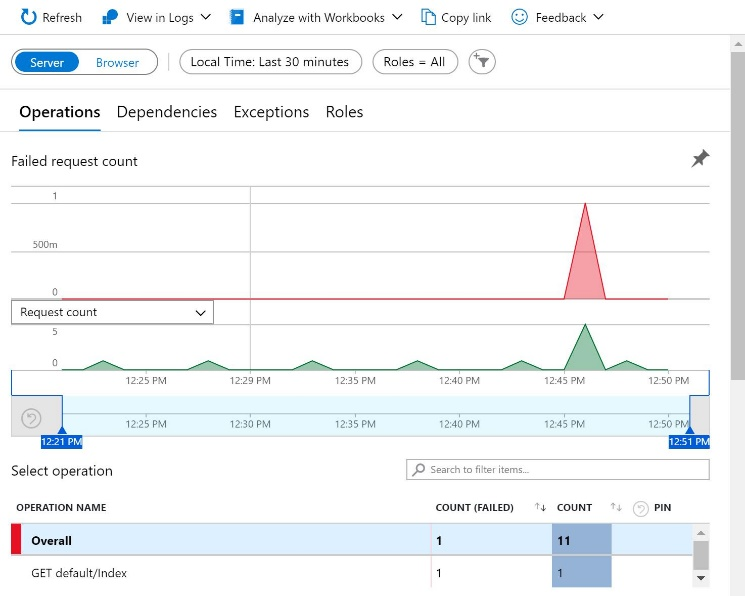 Refresh View in Logs Analyze with Workbooks Copy link Feedback
Server Browser Local Time: Last 30 minutes Roles = All
Operations Dependencies Exceptions Roles
Failed request count
1
500m
0
Request count
5
0
12:25 PM 12:29 PM 12:35 PM 12:40 PM 12:45 PM 12:50 PM
12:25 PM 12:30 PM 12:35 PM 12:40 PM 12:45 PM 12:50 PM
12:21 PM 12:51 PM
Select operation Search to filter items...
OPERATION NAME COUNT (FAILED) COUNT PIN
Overall 1 11
GET default/Index 1 1